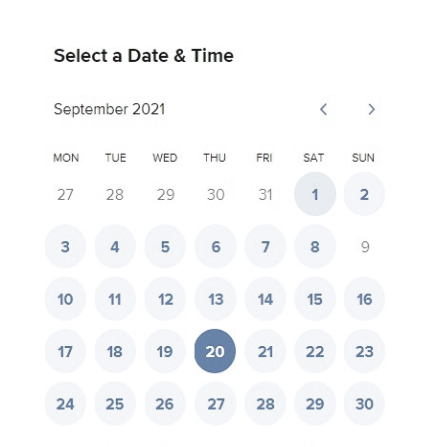 Select a Date & Time
September 2021
MON TUE WED THU FRI SAT SUN
27 28 29 30 31 1 2
3 4 5 6 7 8 9
10 11 12 13 14 15 16
17 18 19 20 21 22 23
24 25 26 27 28 29 30